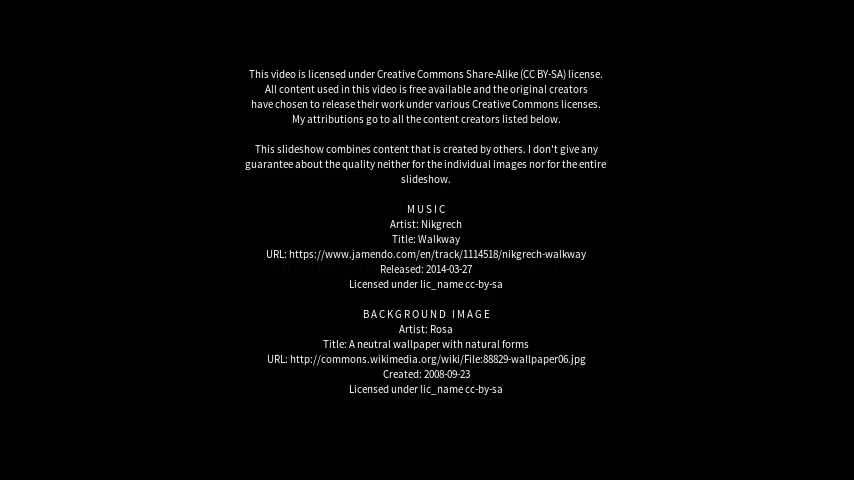 This video is licensed under Creative Commons Share-Alike (CC BY-SA) license.
All content used in this video is free available and the original creators
have chosen to release their work under various Creative Commons licenses.
My attributions go to all the content creators listed below.
This slideshow combines content that is created by others. I don't give any
guarantee about the quality neither for the individual images nor for the entire
slideshow.
MUSIC
Artist: Nikgrech
Title: Walkway
URL: https://www.jamendo.com/en/track/1114518/nikgrech-walkway
Released: 2014-03-27
Licensed under lic_name cc-by-sa
BACKGROUND IMAGE
Artist: Rosa
Title: A neutral wallpaper with natural forms
URL: http://commons.wikimedia.org/wiki/File:88829-wallpaper06.jpg
Created: 2008-09-23
Licensed under lic_name cc-by-sa